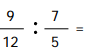 9/12 : 7/5 =